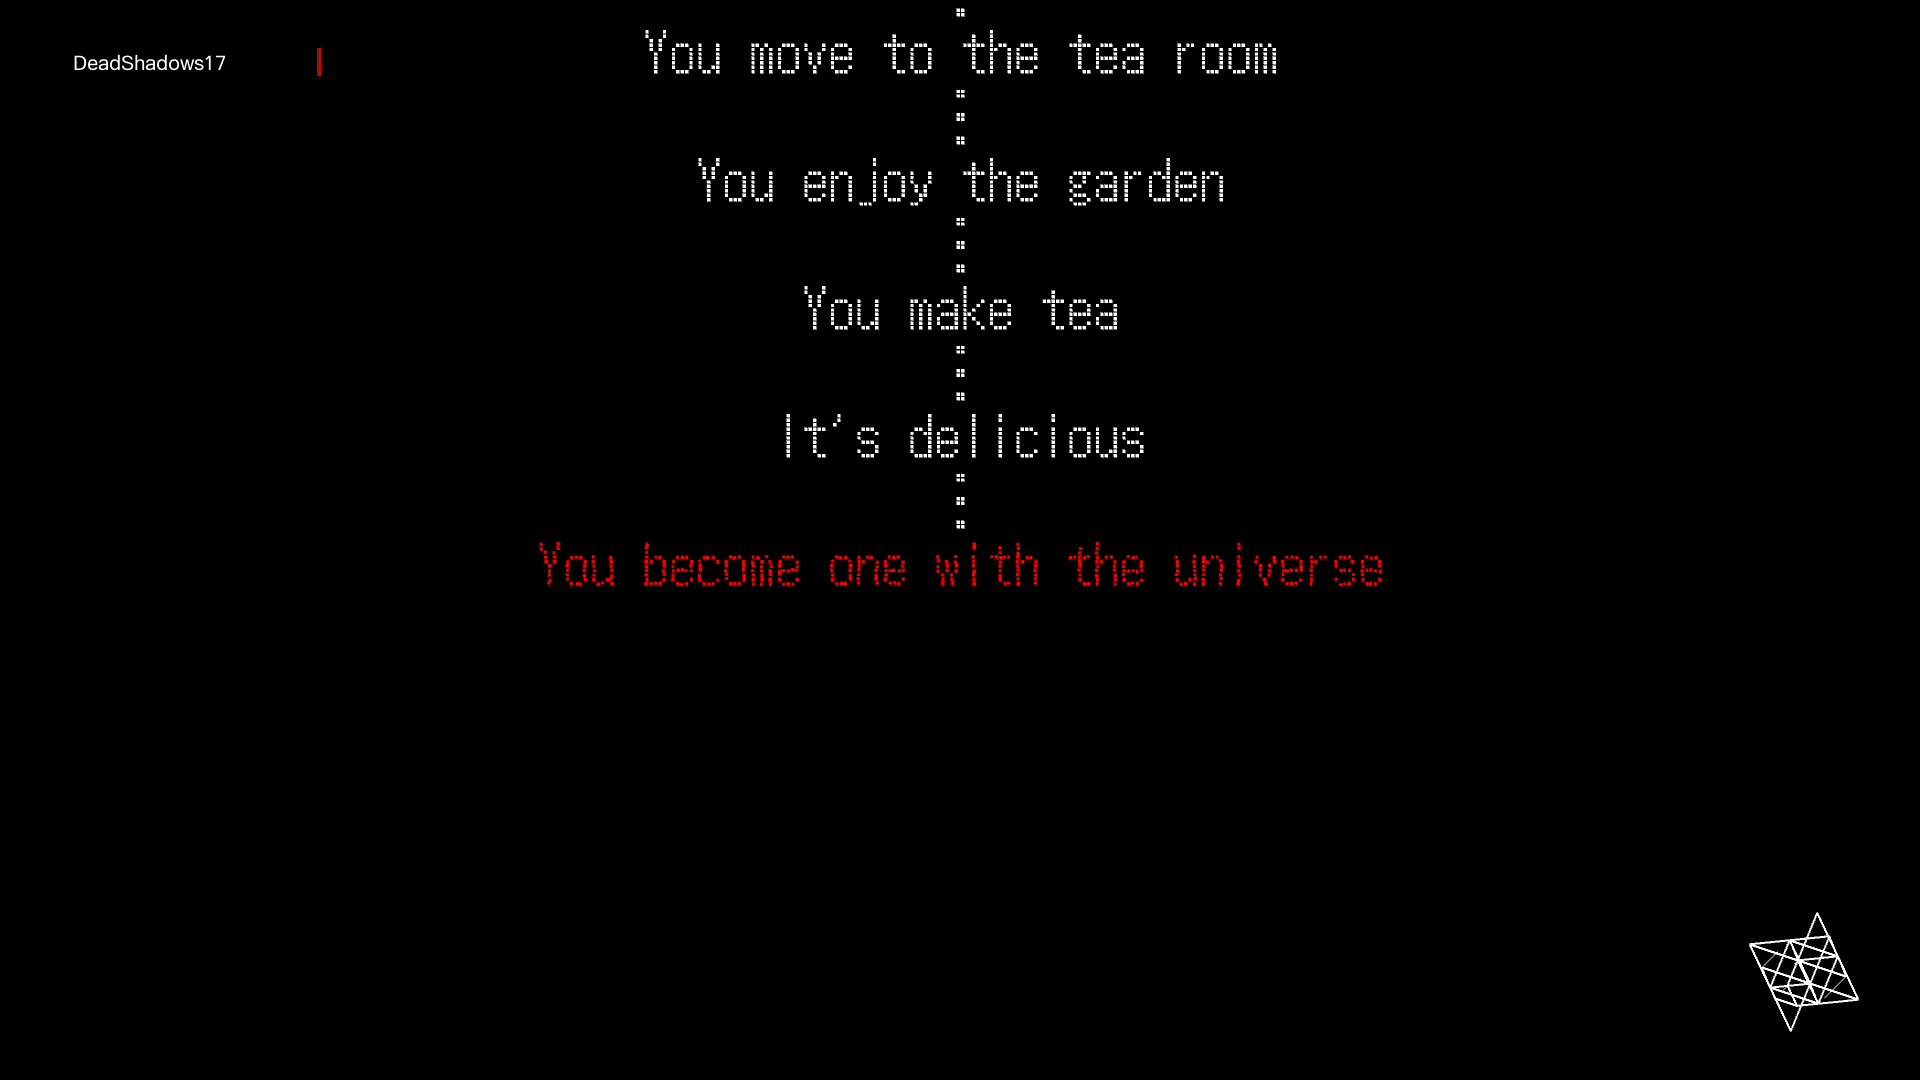 DeadShadows17
You move to the tea room
You enjoy the garden
You make tea
It's delicious
You become one with the universe